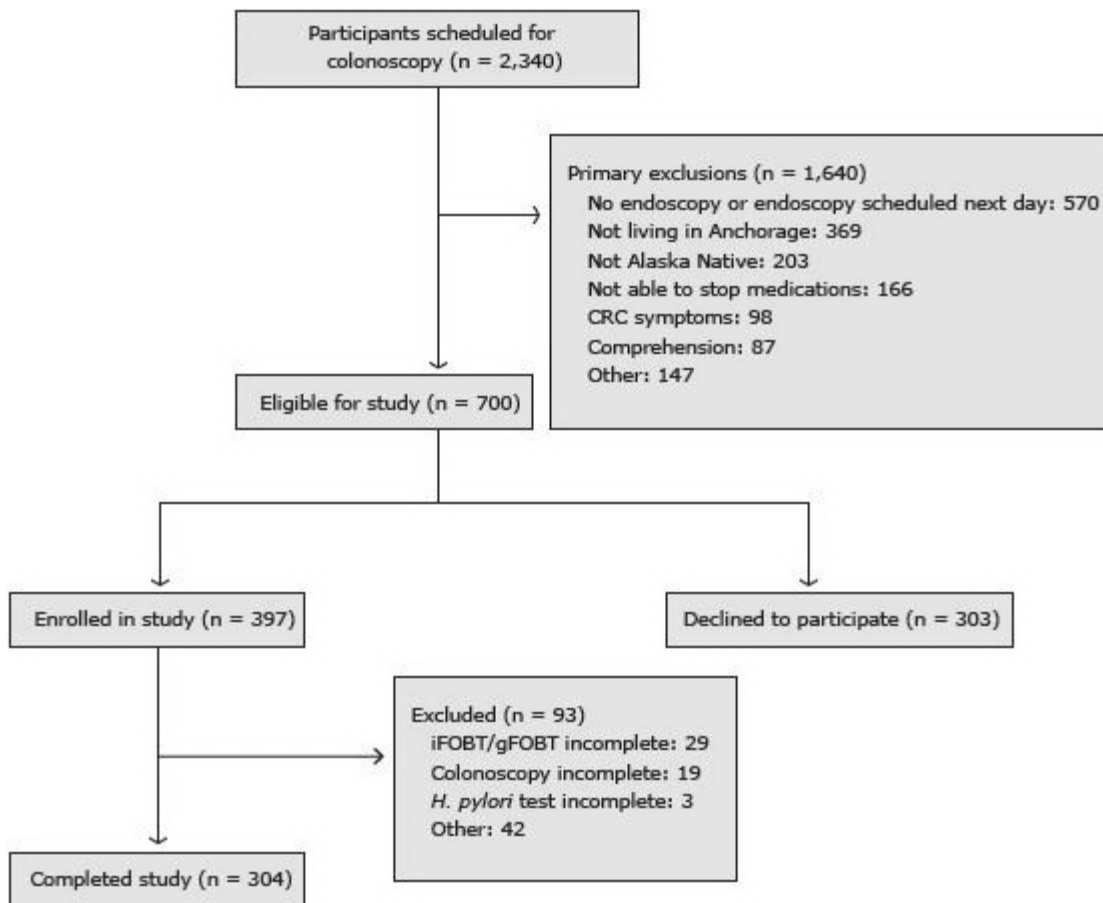 Participants scheduled for
colonoscopy (n = 2,340)
Primary exclusions (n = 1,640)
No endoscopy or endoscopy scheduled next day: 570
Not living in Anchorage: 369
Not Alaska Native: 203
Not able to stop medications: 166
CRC symptoms: 98
Comprehension: 87
Other: 147
Eligible for study (n = 700)
Enrolled in study (n = 397)
Declined to participate (n = 303)
Excluded (n = 93)
iFOBT/gFOBT incomplete: 29
Colonoscopy incomplete: 19
H. pylori test incomplete: 3
Other: 42
Completed study (n = 304)